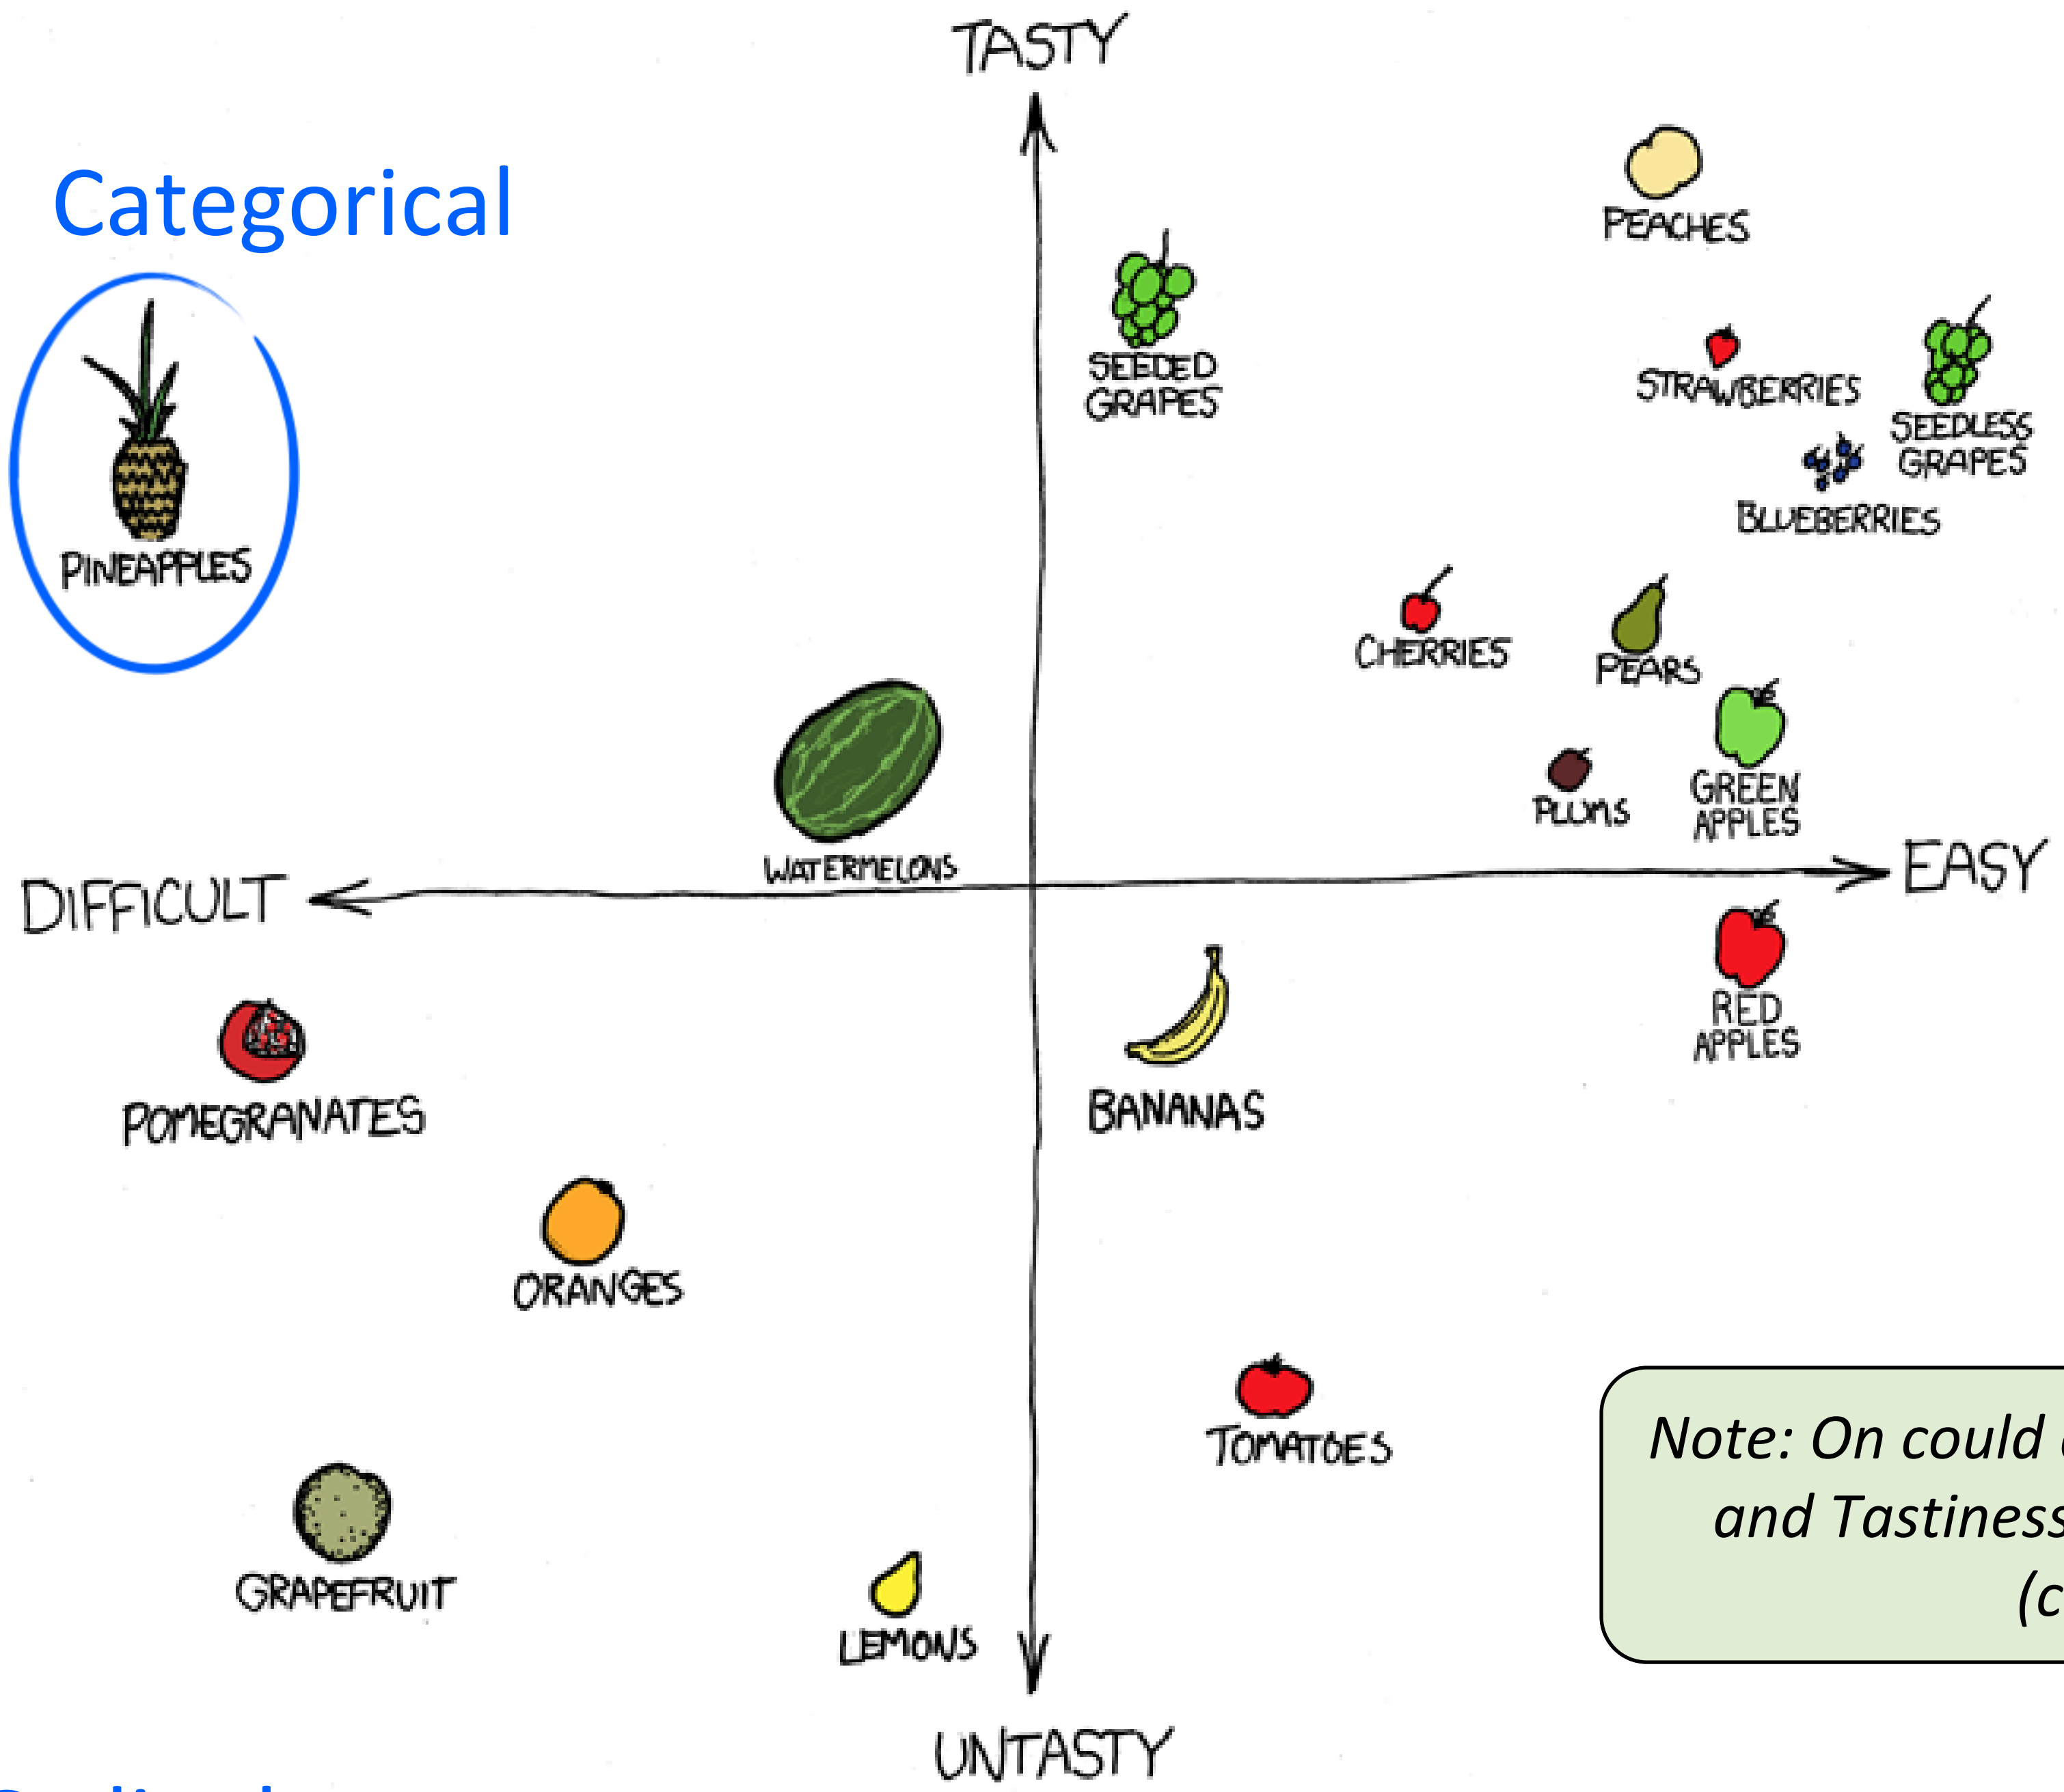 TASTY
Categorical
PEACHES
SEEDED
GRAPES
STRAWBERRIES
SEEDLESS
GRAPES
BLUEBERRIES
PINEAPPLES
CHERRIES
PEARS
GREEN
APPLES
PLUMS
WATERMELONS
DIFFICULT
EASY
RED
APPLES
POMEGRANATES
BANANAS
ORANGES
TOMATOES
Note: On could
and Tastiness
(c
GRAPEFRUIT
LEMONS
UNTASTY